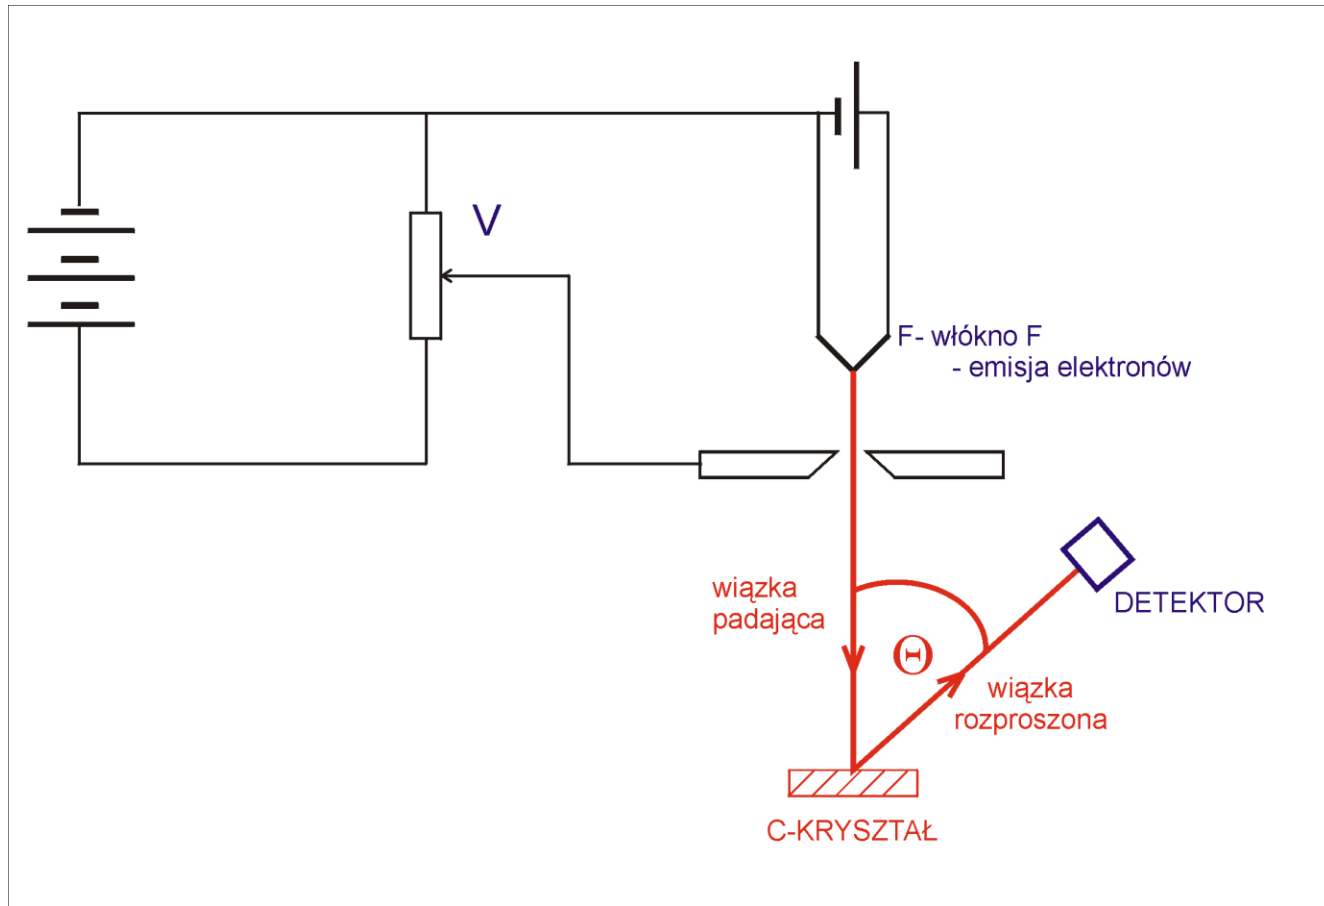 V
F- włókno F
- emisja elektronów
wiązka
padająca
DETEKTOR
Θ
wiązka
rozproszona
C-KRYSZTAŁ